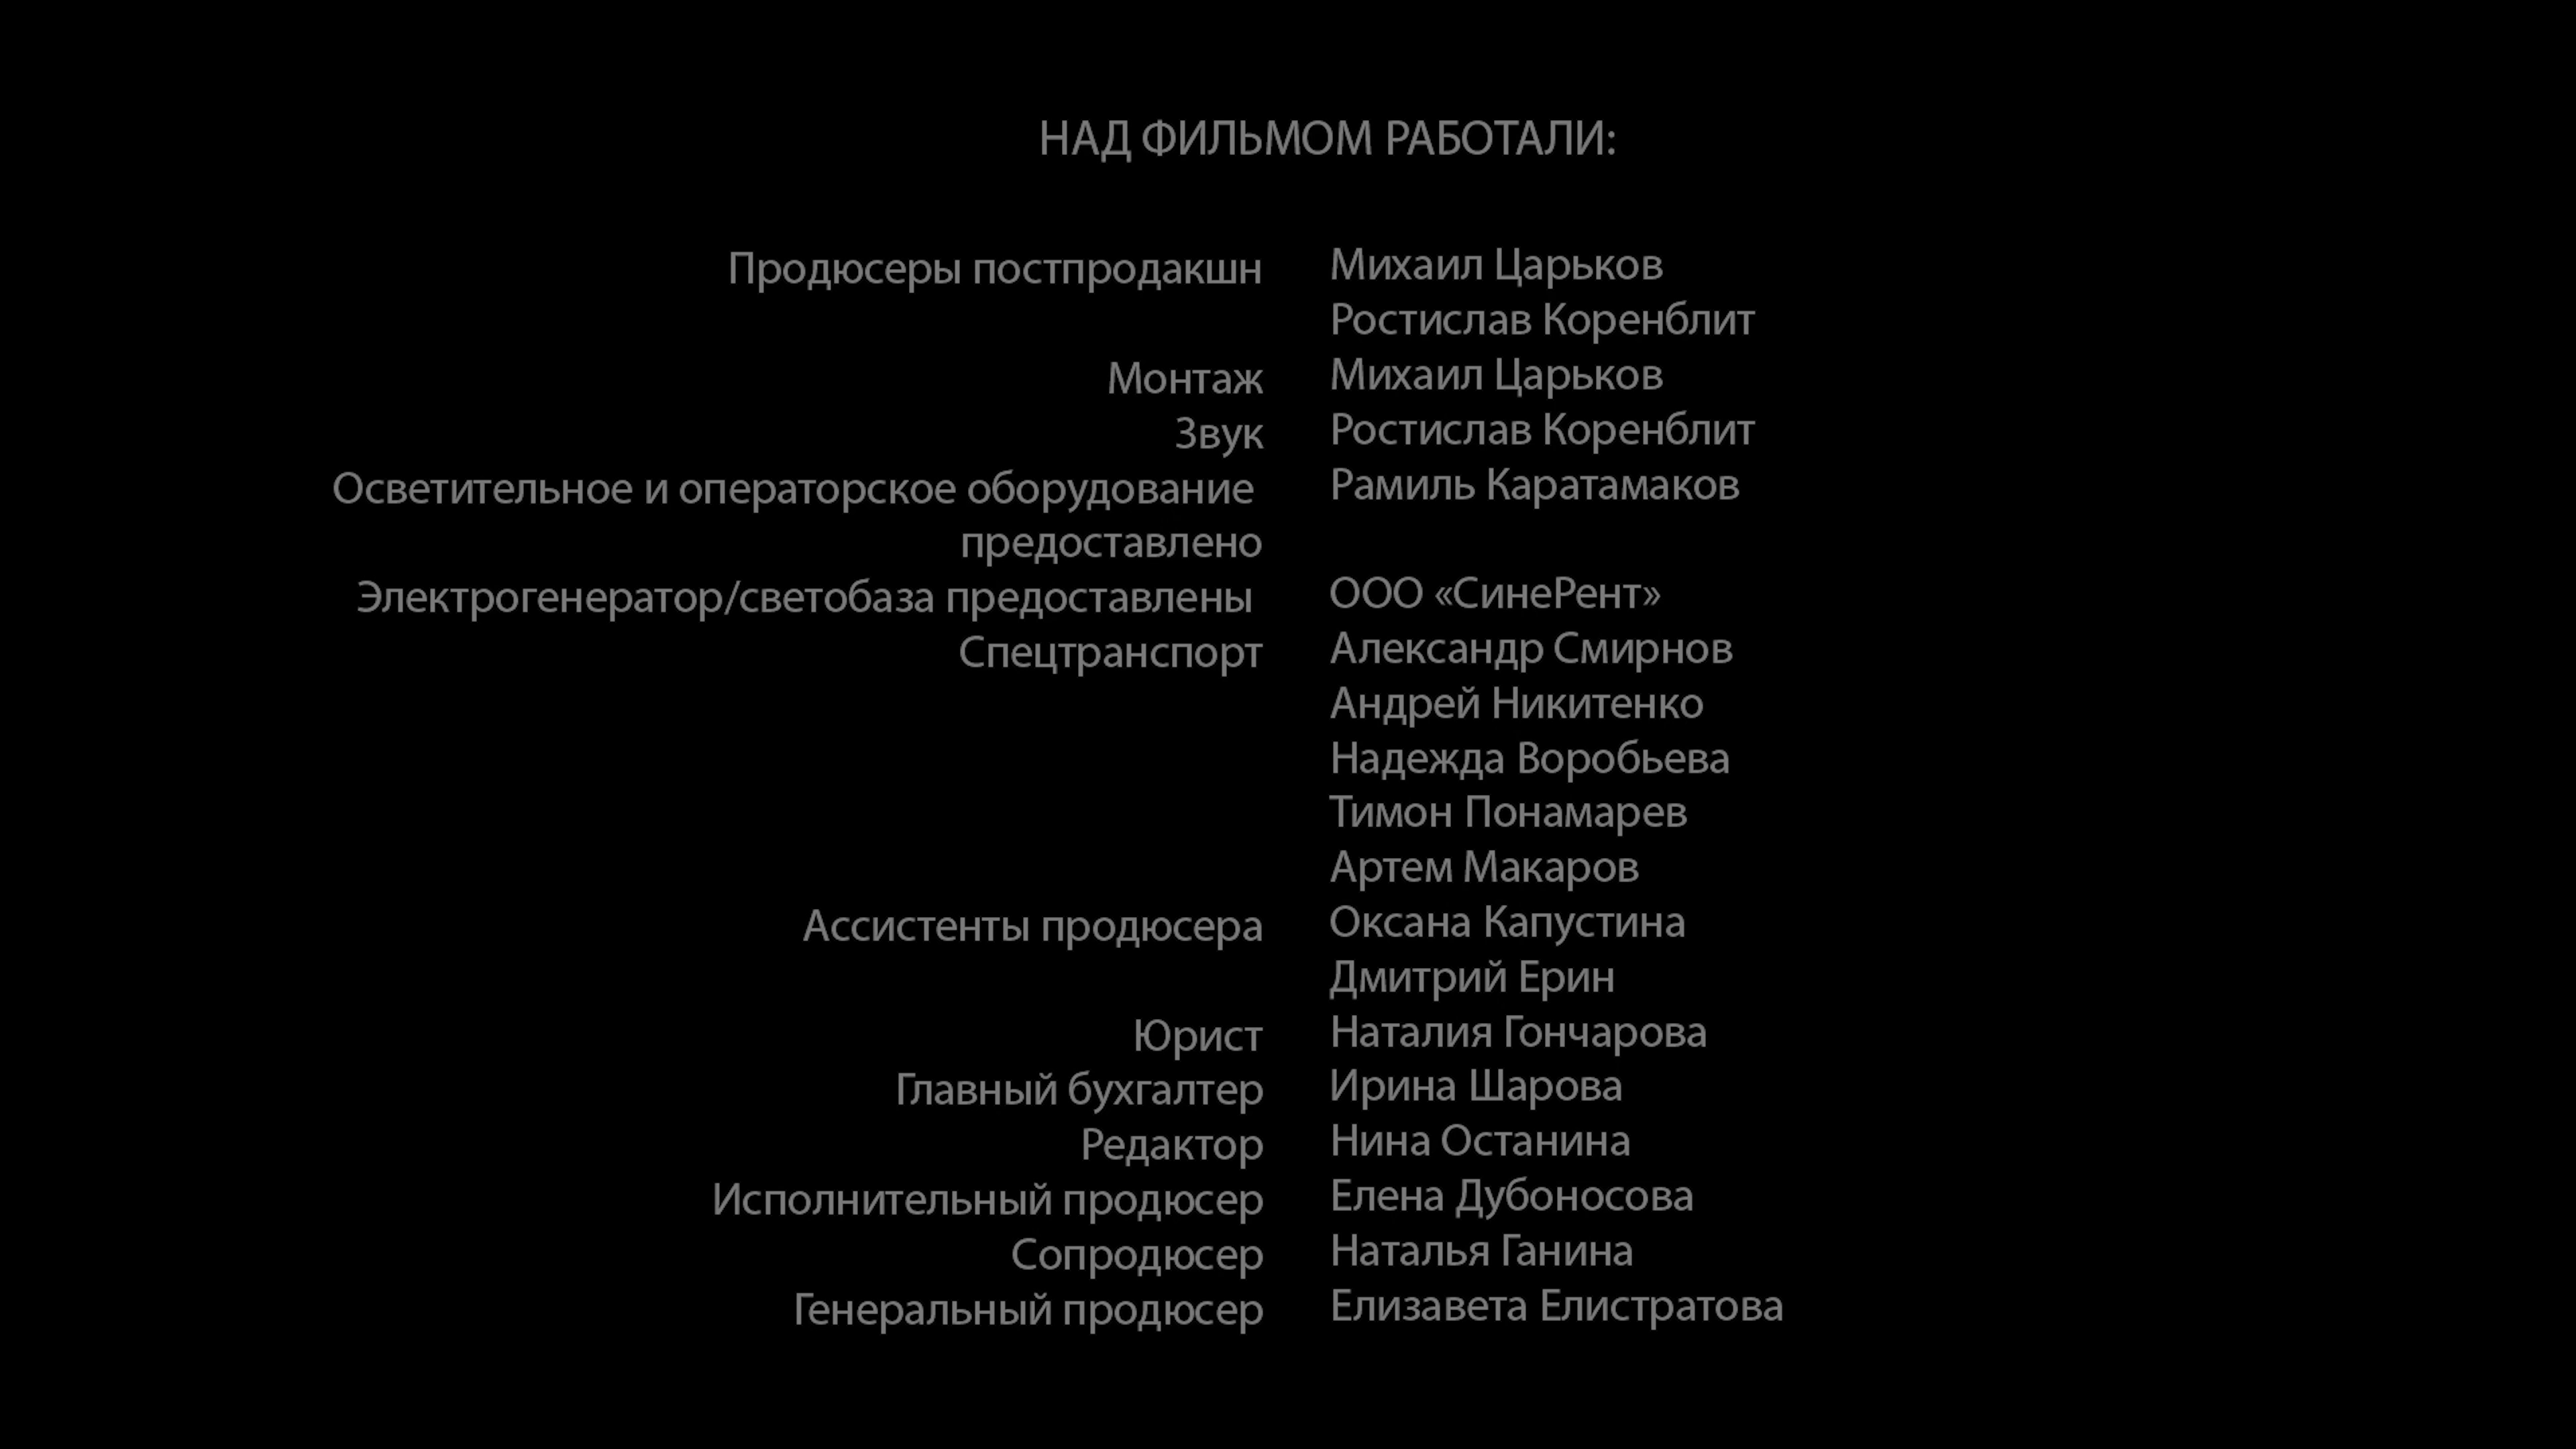 НАД ФИЛЬМОМ РАБОТАЛИ:
Продюсеры постпродакшн Михаил Царьков
Ростислав Коренблит
Монтаж Михаил Царьков
Звук Ростислав Коренблит
Осветительное и операторское оборудование Рамиль Каратамаков
предоставлено
Электрогенератор/светобаза предоставлены ООО «СинеРент»
Спецтранспорт Александр Смирнов
Андрей Никитенко
Надежда Воробьева
Тимон Понамарев
Артем Макаров
Ассистенты продюсера Оксана Капустина
Дмитрий Ерин
Юрист Наталия Гончарова
Главный бухгалтер Ирина Шарова
Редактор Нина Останина
Исполнительный продюсер Елена Дубоносова
Сопродюсер Наталья Ганина
Генеральный продюсер Елизавета Елистратова